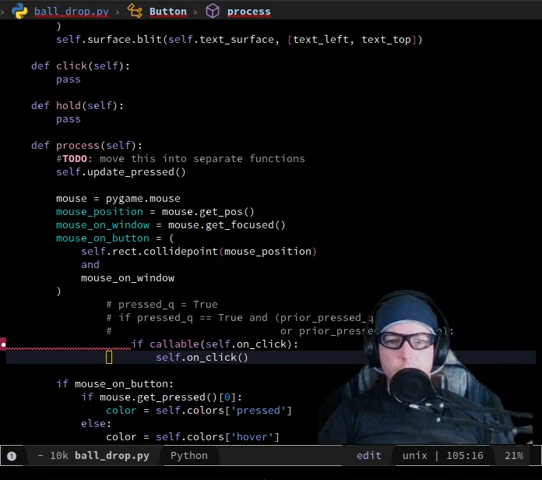 › ball_drop.py › Button › process
)
self.surface.blit(self.text_surface, [text_left, text_top])
def click(self):
pass
def hold(self):
pass
def process(self):
#TODO: move this into separate functions
self.update_pressed()
mouse = pygame.mouse
mouse_position = mouse.get_pos()
mouse_on_window = mouse.get_focused()
mouse_on_button = (
self.rect.collidepoint(mouse_position)
and
mouse_on_window
)
# pressed_q = True
# if pressed_q == True and (prior_pressed_q
# or prior_press ):
if callable(self.on_click):
self.on_click()
if mouse_on_button:
if mouse.get_pressed()[0]:
color = self.colors['pressed']
else:
color = self.colors['hover']
1 - 10k ball_drop.py Python edit unix | 105:16 21%